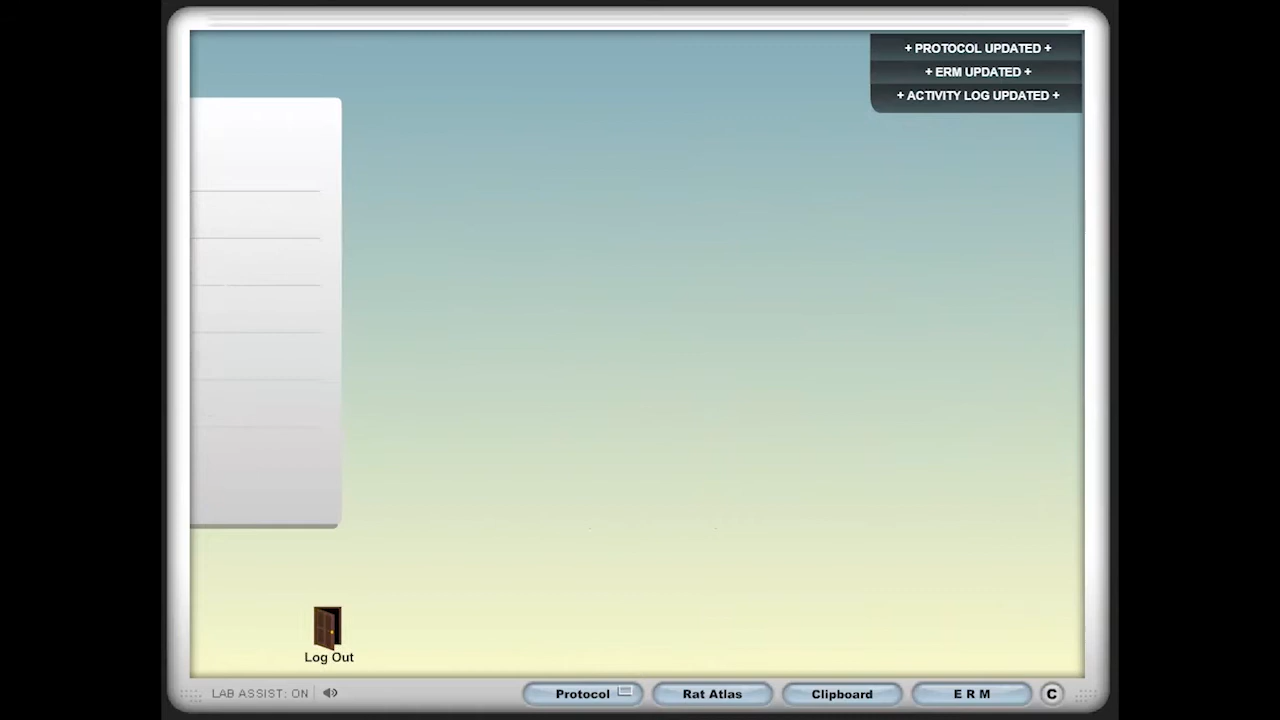 + PROTOCOL UPDATED +
+ ERM UPDATED +
+ ACTIVITY LOG UPDATED +
Log Out
LAB ASSIST: ON
Protocol
Rat Atlas
Clipboard
E R M
C